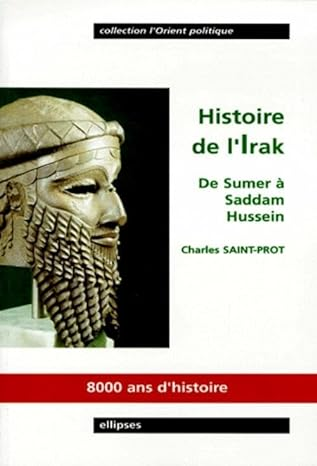 collection l'Orient politique
Histoire
de l'Irak
De Sumer à
Saddam
Hussein
Charles SAINT-PROT
8000 ans d'histoire
ellipses